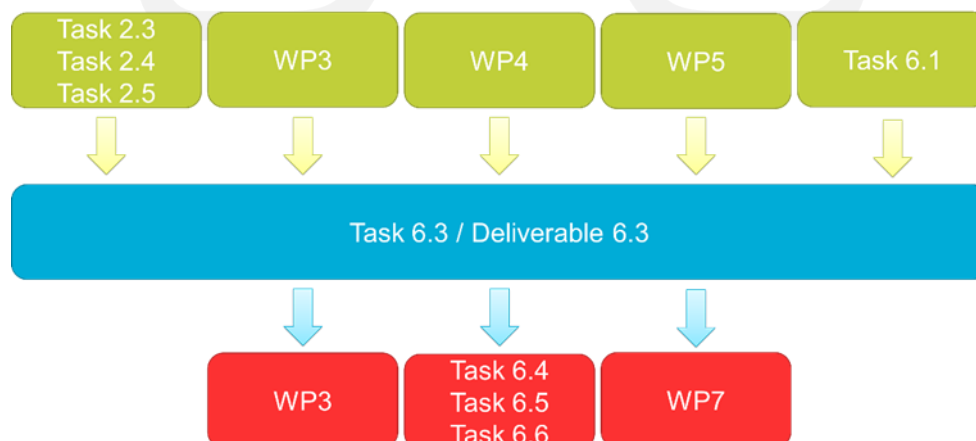 Task 2.3
Task 2.4
Task 2.5
WP3
WP4
WP5
Task 6.1
Task 6.3 / Deliverable 6.3
WP3
Task 6.4
Task 6.5
Task 6.6
WP7